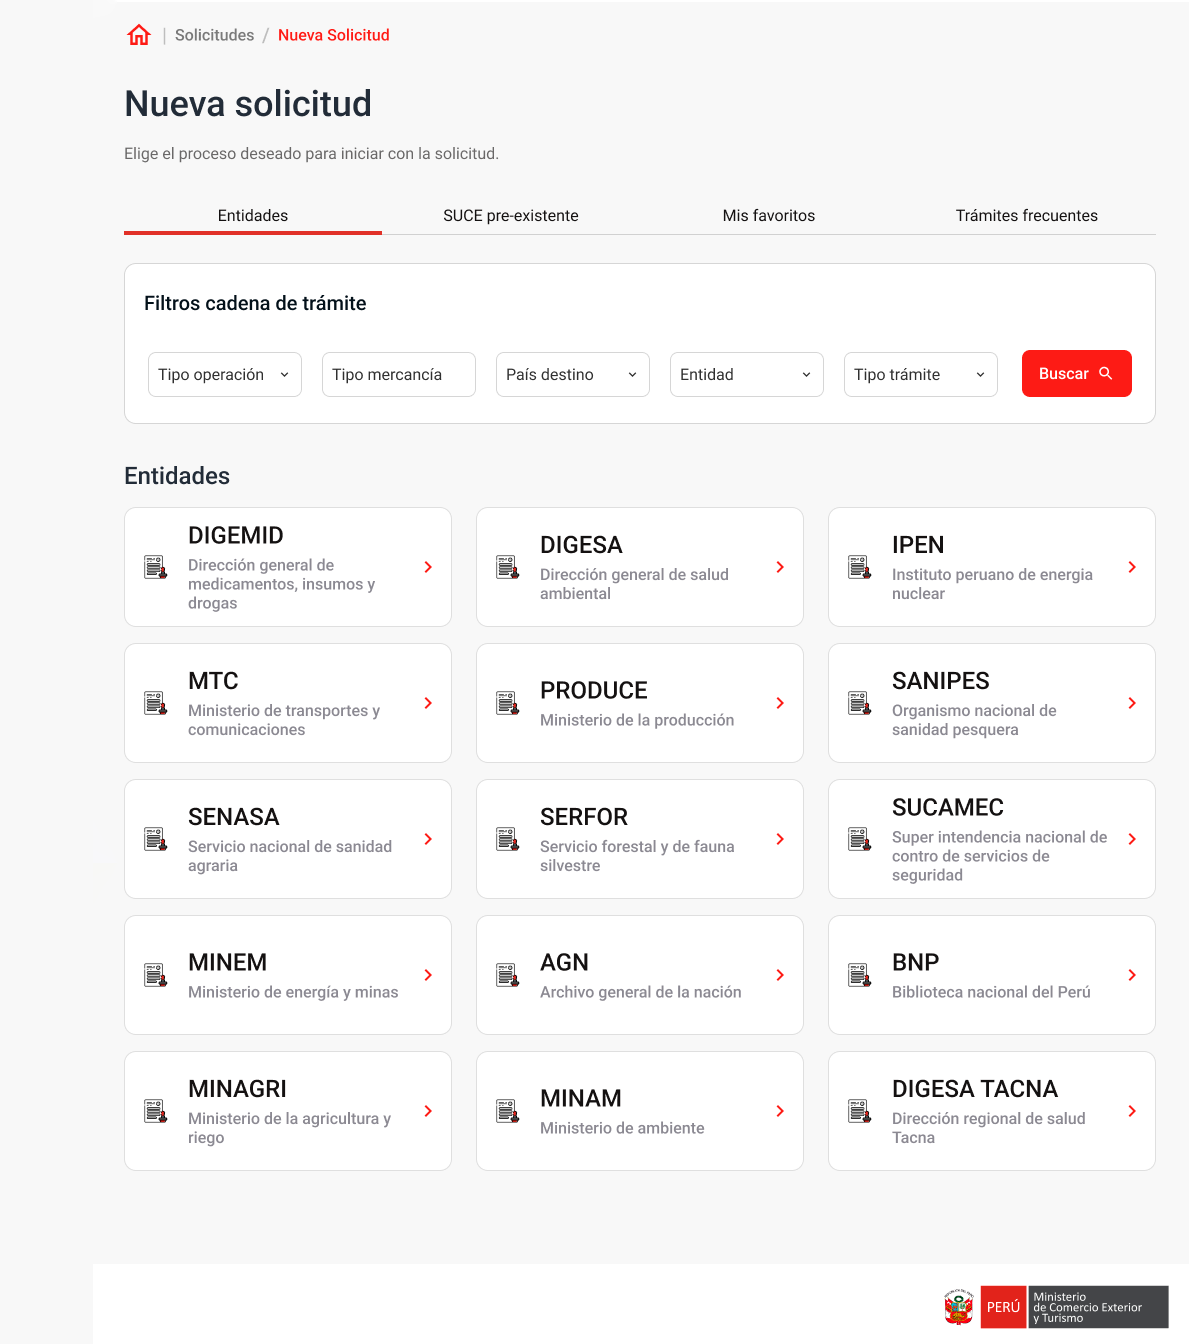 Solicitudes / Nueva Solicitud
Nueva solicitud
Elige el proceso deseado para iniciar con la solicitud.
Entidades
SUCE pre-existente
Mis favoritos
Trámites frecuentes
Filtros cadena de trámite
Tipo operación
Tipo mercancía
País destino
Entidad
Tipo trámite
Buscar
Entidades
DIGEMID
Dirección general de
medicamentos, insumos y
drogas
DIGESA
Dirección general de salud
ambiental
IPEN
Instituto peruano de energia
nuclear
MTC
Ministerio de transportes y
comunicaciones
PRODUCE
Ministerio de la producción
SANIPES
Organismo nacional de
sanidad pesquera
SENASA
Servicio nacional de sanidad
agraria
SERFOR
Servicio forestal y de fauna
silvestre
SUCAMEC
Super intendencia nacional de
contro de servicios de
seguridad
MINEM
Ministerio de energía y minas
AGN
Archivo general de la nación
BNP
Biblioteca nacional del Perú
MINAGRI
Ministerio de la agricultura y
riego
MINAM
Ministerio de ambiente
DIGESA TACNA
Dirección regional de salud
Tacna
PERÚ
Ministerio
de Comercio Exterior
y Turismo